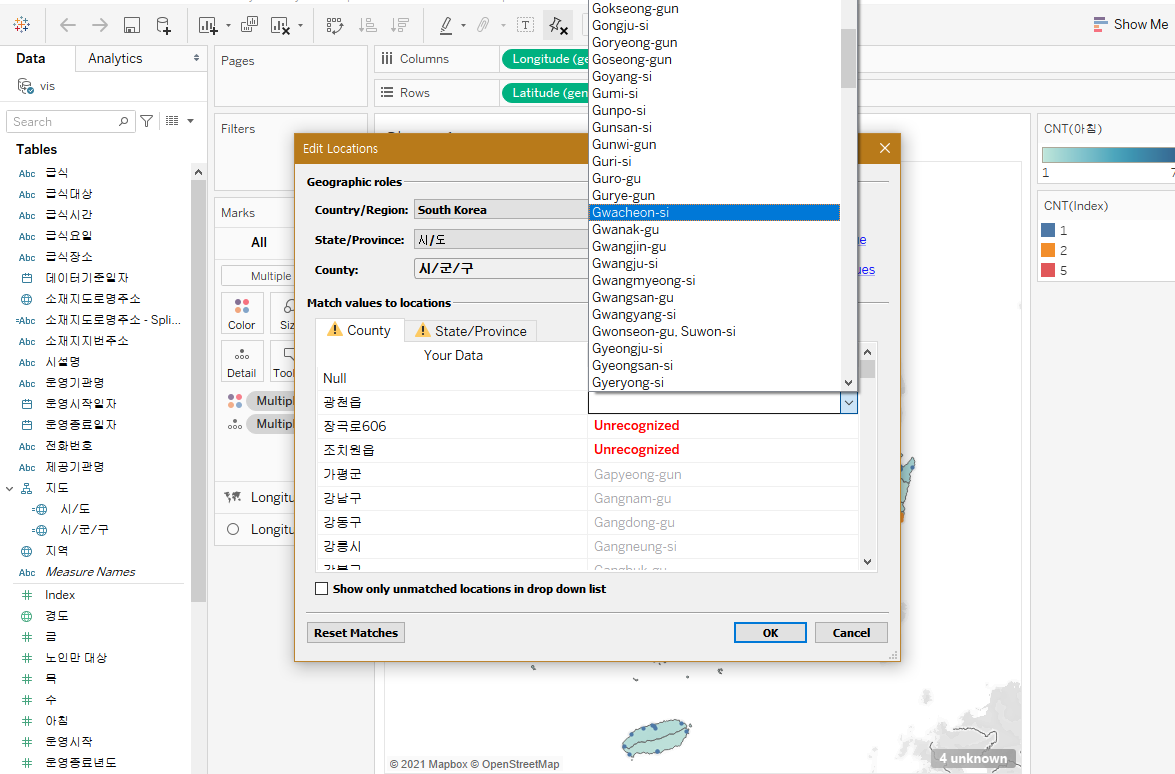 Show Me
Data
Analytics
vis
Search
Tables
Abc 급식
Abc 급식대상
Abc 급식시간
Abc 급식요일
Abc 급식장소
데이터기준일자
소재지도로명주소
=Abc 소재지도로명주소 - Spli...
Abc 소재지지번주소
Abc 시설명
Abc 운영기관명
운영시작일자
운영종료일자
Abc 전화번호
Abc 제공기관명
지도
시/도
시/군/구
지역
Abc Measure Names
Index
경도
금
노인만 대상
목
수
아침
운영시작
운영종료년도
Pages
Filters
Marks
All
Multiple
Color
Siz
Detail
Tool
Multipl
Multipl
Longitu
Longitu
Columns
Longitude (ge
Rows
Latitude (gen
Edit Locations
Geographic roles
Country/Region: South Korea
State/Province: 시/도
County: 시/군/구
Match values to locations
County
State/Province
Your Data
Null
광천읍
장곡로606 Unrecognized
조치원읍 Unrecognized
가평군 Gapyeong-gun
강남구 Gangnam-gu
강동구 Gangdong-gu
강릉시 Gangneung-si
강북구 Gangbuk-gu
Show only unmatched locations in drop down list
Reset Matches
OK
Cancel
Gokseong-gun
Gongju-si
Goryeong-gun
Goseong-gun
Goyang-si
Gumi-si
Gunpo-si
Gunsan-si
Gunwi-gun
Guri-si
Guro-gu
Gurye-gun
Gwacheon-si
Gwanak-gu
Gwangjin-gu
Gwangju-si
Gwangmyeong-si
Gwangsan-gu
Gwangyang-si
Gwonseon-gu, Suwon-si
Gyeongju-si
Gyeongsan-si
Gyeryong-si
ue
ues
CNT(아침)
1
7
CNT(Index)
1
2
5
© 2021 Mapbox © OpenStreetMap
4 unknown